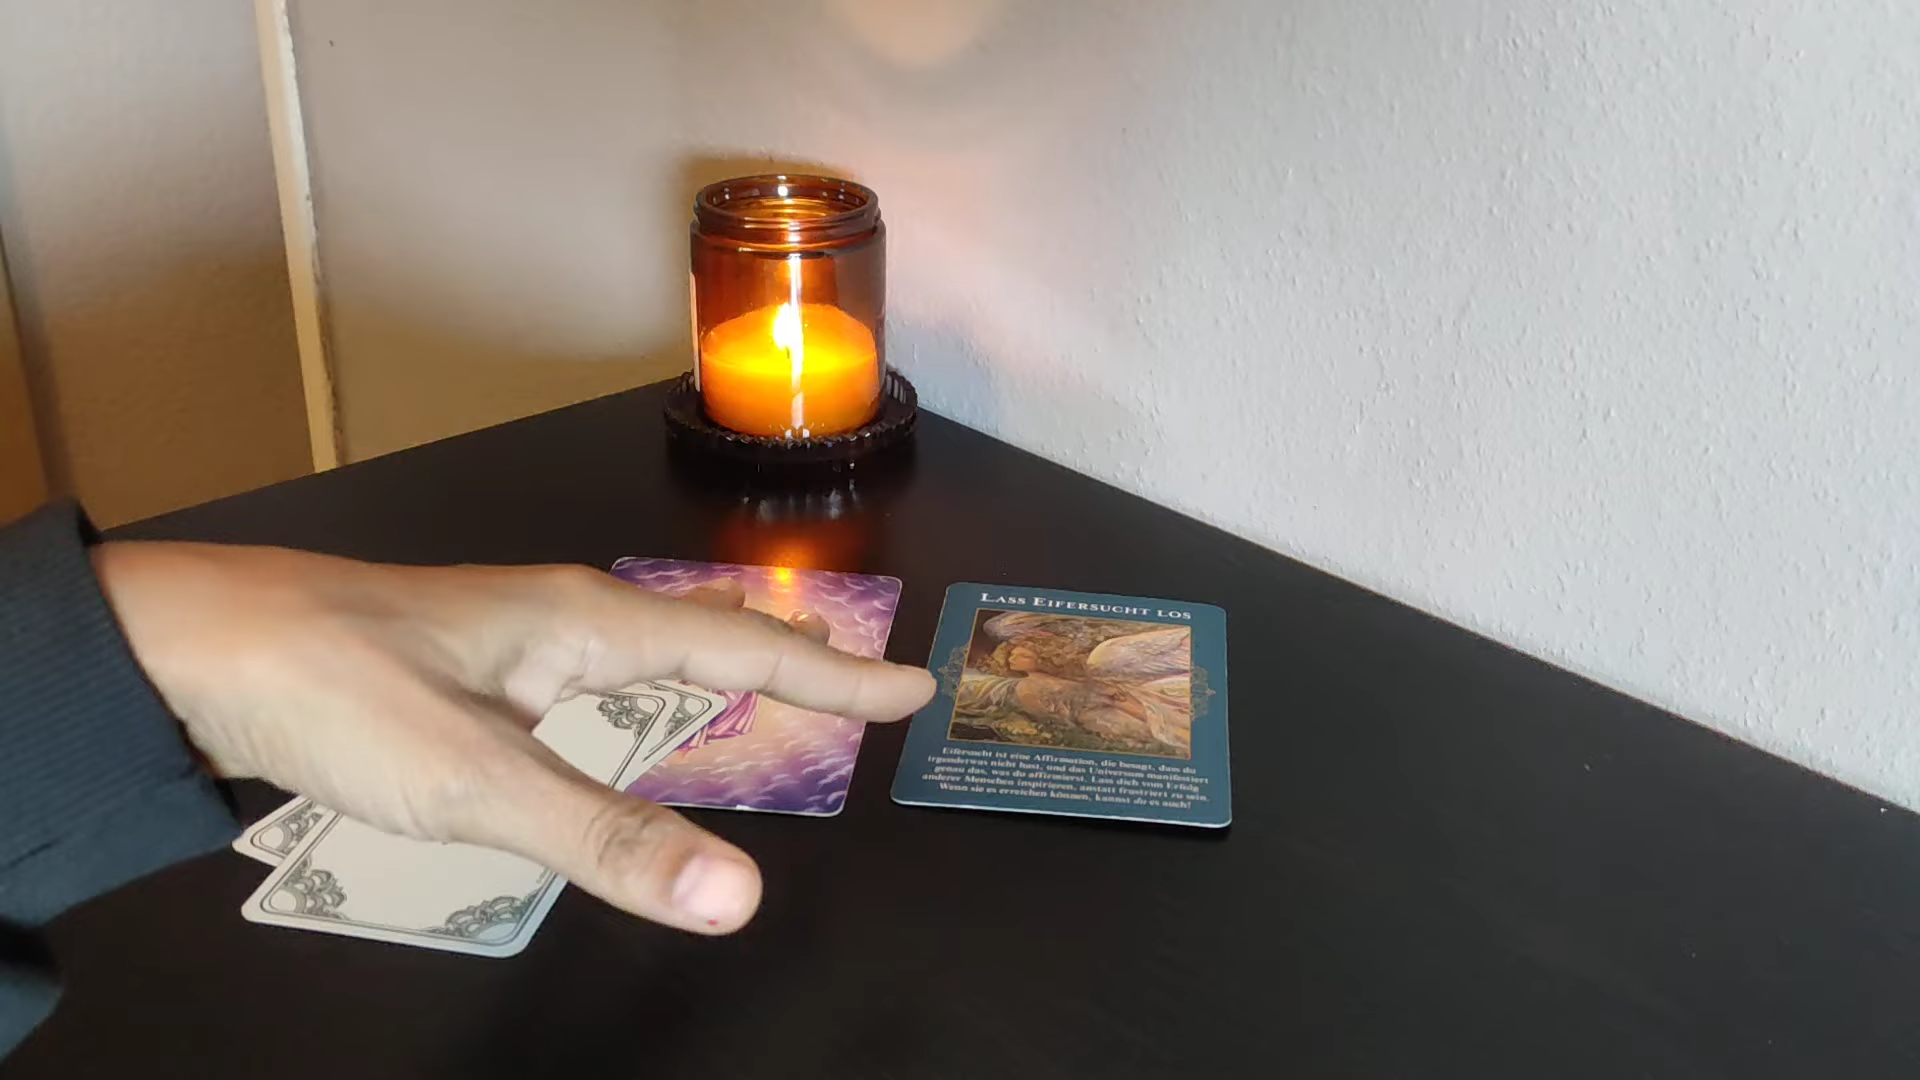 LASS EIFERSUCHT LOS
Eifersucht ist eine Affirmation, die besagt, dass du
irgendetwas nicht hast, und das Universum manifestiert
genau das, was du affirmierst. Lass dich vom Erfolg
anderer Menschen inspirieren, anstatt frustriert zu sein.
Wenn sie es erreichen können, kannst du es auch!